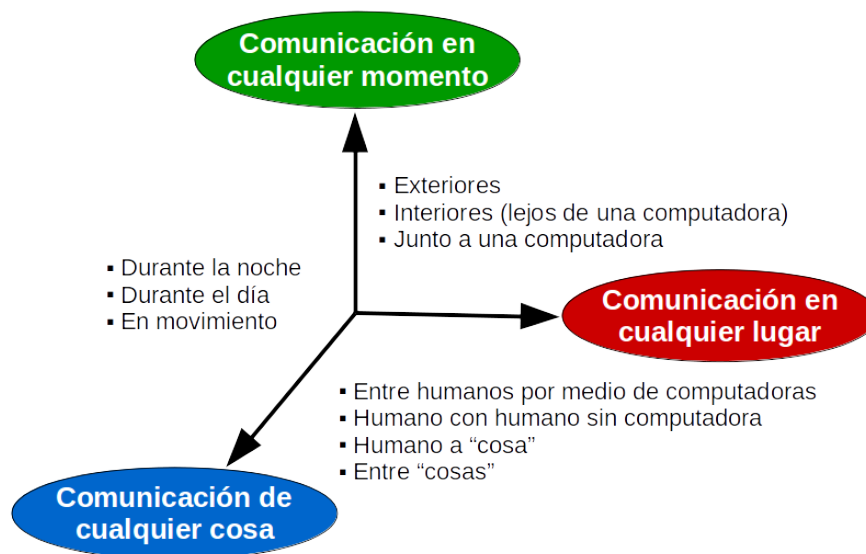 Comunicación en
cualquier momento
▪ Exteriores
▪ Interiores (lejos de una computadora)
▪ Junto a una computadora
▪ Durante la noche
▪ Durante el día
▪ En movimiento
Comunicación en
cualquier lugar
▪ Entre humanos por medio de computadoras
▪ Humano con humano sin computadora
▪ Humano a “cosa”
▪ Entre “cosas”
Comunicación de
cualquier cosa